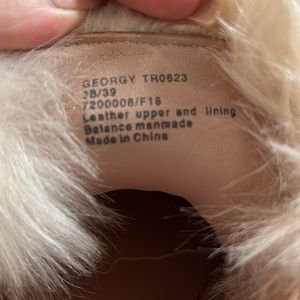 GEORGY TR0623
3B/39
7200008/F18
Leather upper and lining
Balance manmade
Made in China